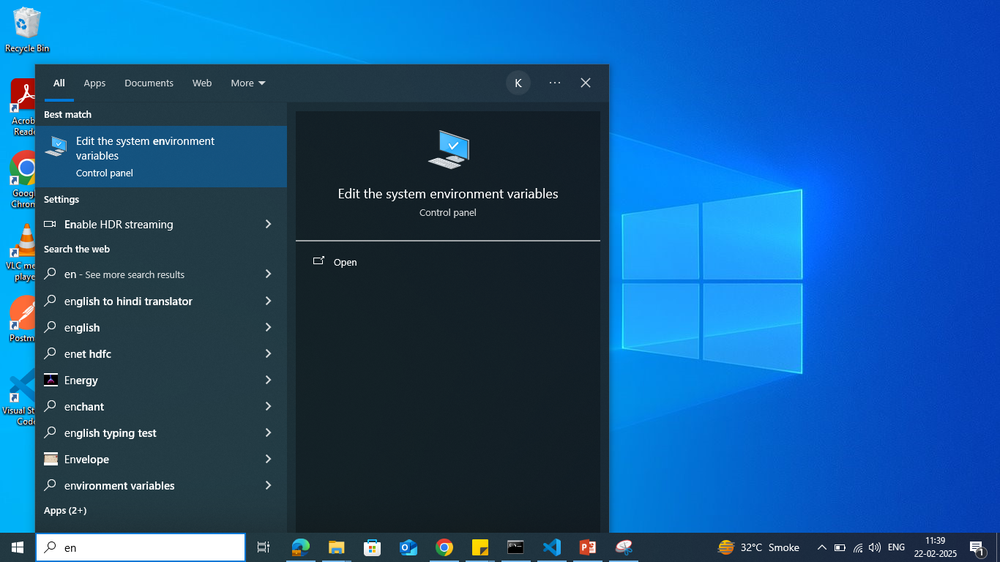 Recycle Bin
Acrob
Reade
Googl
Chrom
VLC me
playe
Postm
Visual St
Code
All Apps Documents Web More K
Best match
Edit the system environment
variables
Control panel
Settings
Enable HDR streaming
Search the web
en - See more search results
english to hindi translator
english
enet hdfc
Energy
enchant
english typing test
Envelope
environment variables
Apps (2+)
Edit the system environment variables
Control panel
Open
en
32°C Smoke
ENG
11:39
22-02-2025
1